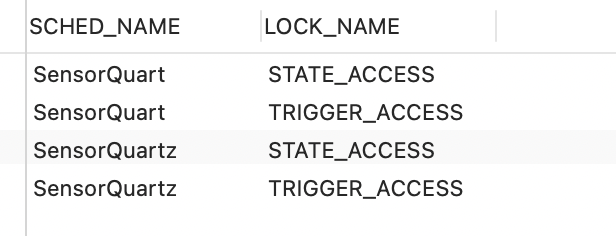 SCHED_NAME LOCK_NAME
SensorQuart STATE_ACCESS
SensorQuart TRIGGER_ACCESS
SensorQuartz STATE_ACCESS
SensorQuartz TRIGGER_ACCESS